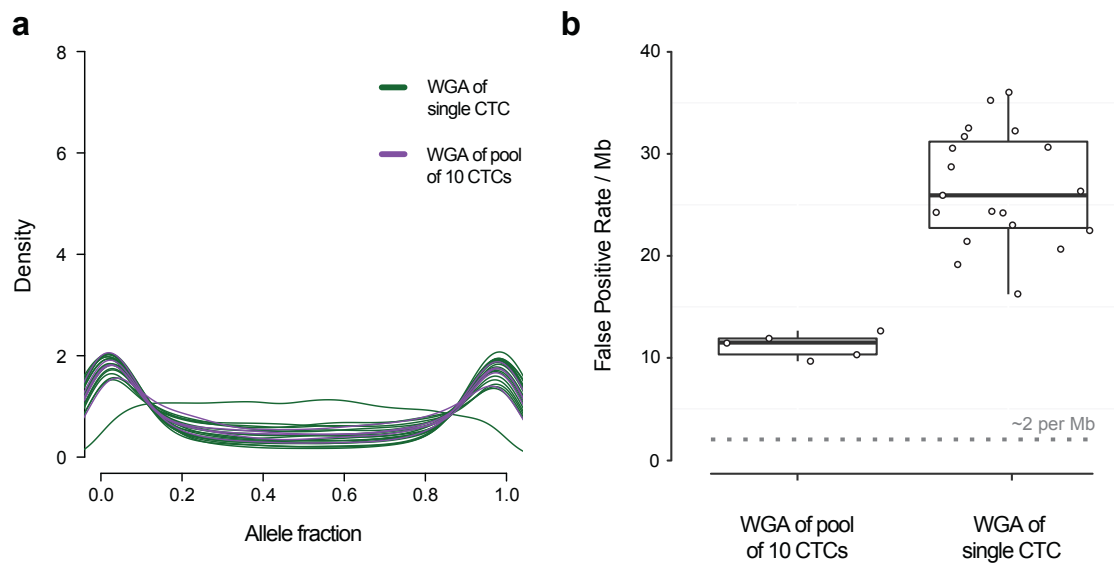 a
8
6
4
2
0
Density
0.0 0.2 0.4 0.6 0.8 1.0
Allele fraction
WGA of
single CTC
WGA of pool
of 10 CTCs
b
40
30
20
10
0
False Positive Rate / Mb
~2 per Mb
WGA of pool
of 10 CTCs
WGA of
single CTC